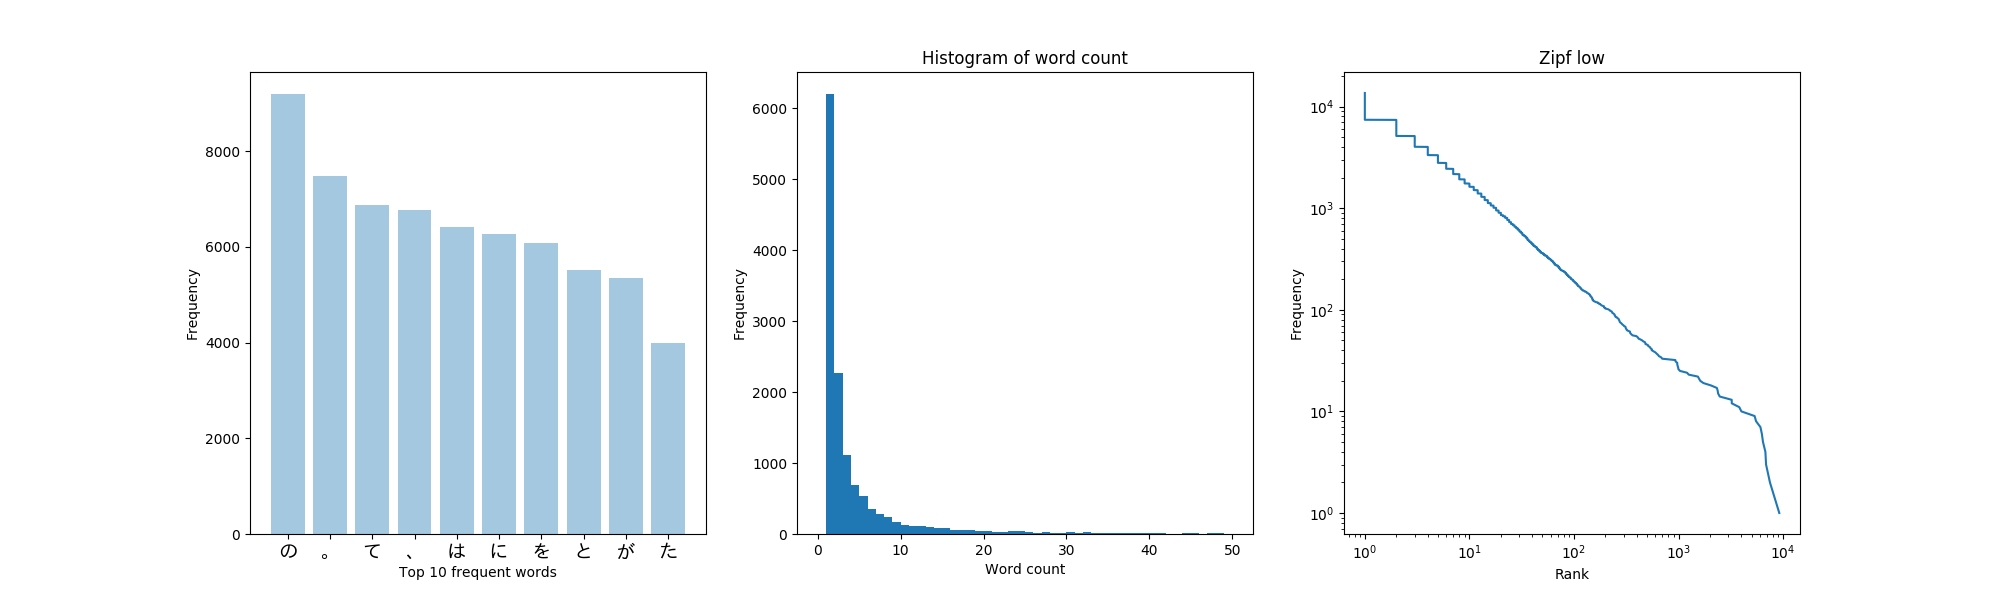 Frequency
8000
6000
4000
2000
0
の 。 て 、 は に を と が た
Top 10 frequent words
Histogram of word count
Frequency
6000
5000
4000
3000
2000
1000
0
0 10 20 30 40 50
Word count
Zipf low
Frequency
10⁴
10³
10²
10¹
10⁰
10⁰ 10¹ 10² 10³ 10⁴
Rank